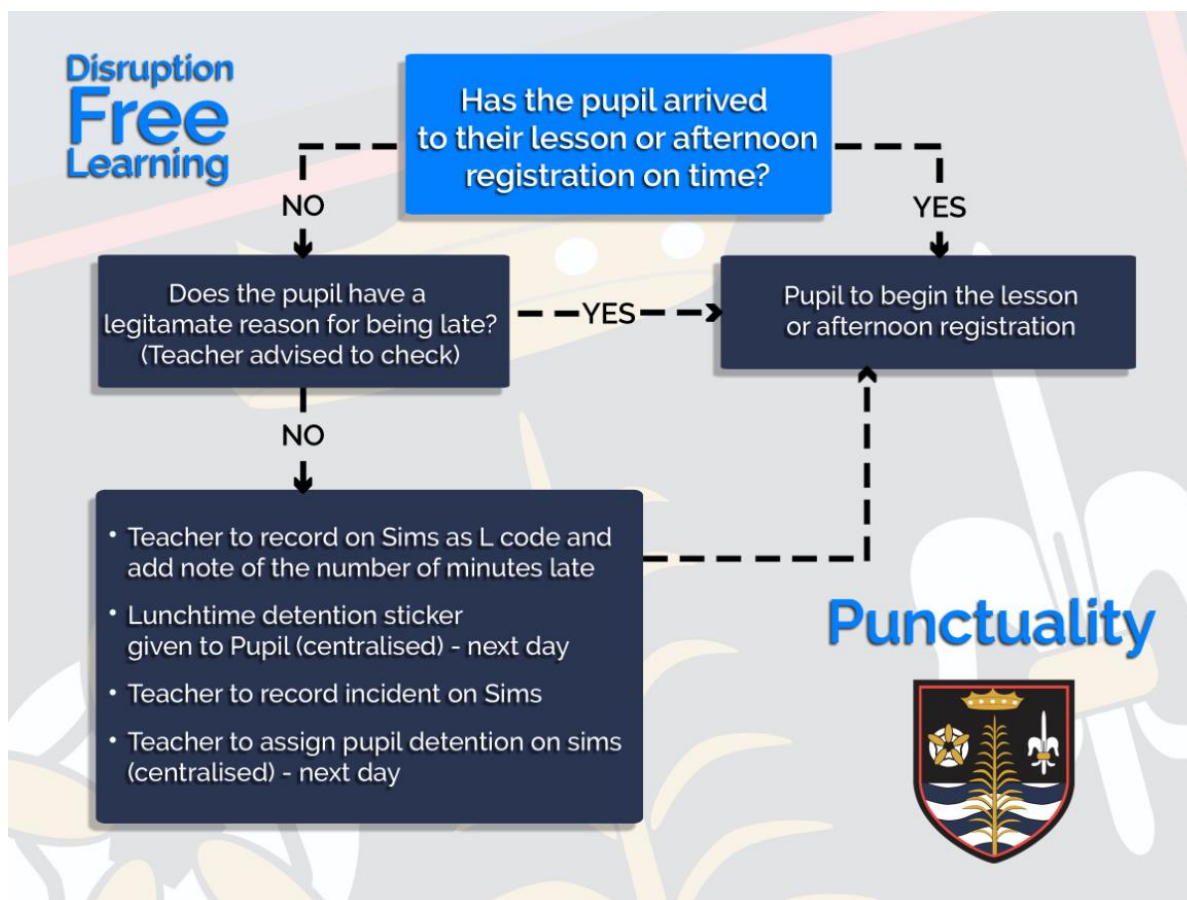 Disruption
Free
Learning
Has the pupil arrived
to their lesson or afternoon
registration on time?
NO
YES
Does the pupil have a
legitamate reason for being late?
(Teacher advised to check)
YES
Pupil to begin the lesson
or afternoon registration
NO
• Teacher to record on Sims as L code and
add note of the number of minutes late
• Lunchtime detention sticker
given to Pupil (centralised) - next day
• Teacher to record incident on Sims
• Teacher to assign pupil detention on sims
(centralised) - next day
Punctuality